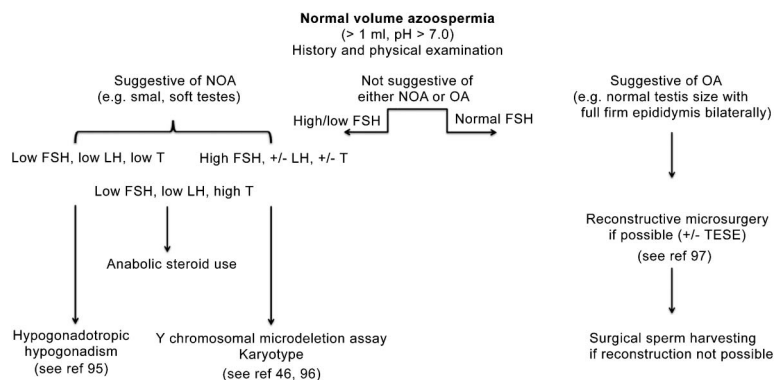 Normal volume azoospermia
(> 1 ml, pH > 7.0)
History and physical examination
Suggestive of NOA
(e.g. smal, soft testes)
Not suggestive
of either NOA or OA
Suggestive of OA
(e.g. normal testis size with
full firm epididymis bilaterally)
High/low FSH
Normal FSH
Low FSH, low LH, low T
High FSH, +/- LH, +/- T
Low FSH, low LH, high T
Anabolic steroid use
Reconstructive microsurgery
if possible (+/- TESE)
(see ref 97)
Hypogonadotropic
hypogonadism
(see ref 95)
Y chromosomal microdeletion assay
Karyotype
(see ref 46, 96)
Surgical sperm harvesting
if reconstruction not possible